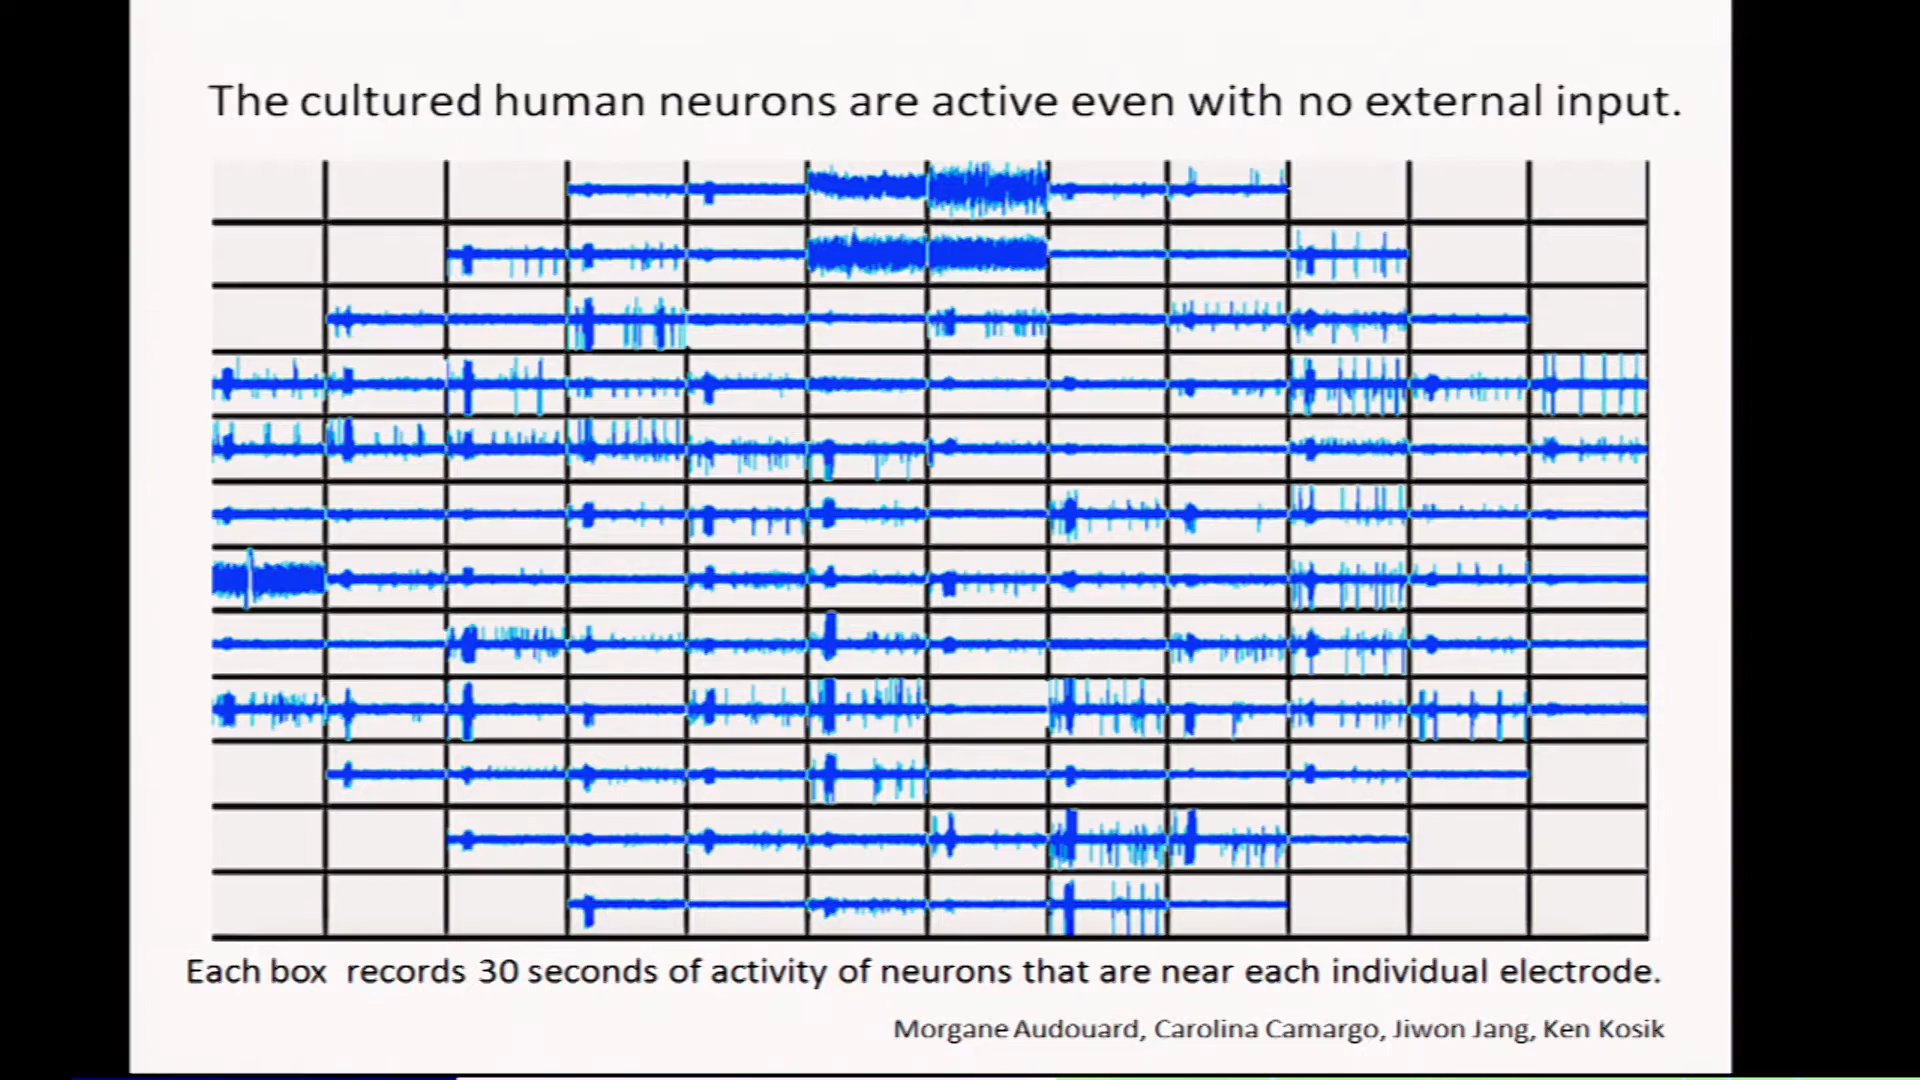 The cultured human neurons are active even with no external input.
Each box records 30 seconds of activity of neurons that are near each individual electrode.
Morgane Audouard, Carolina Camargo, Jiwon Jang, Ken Kosik